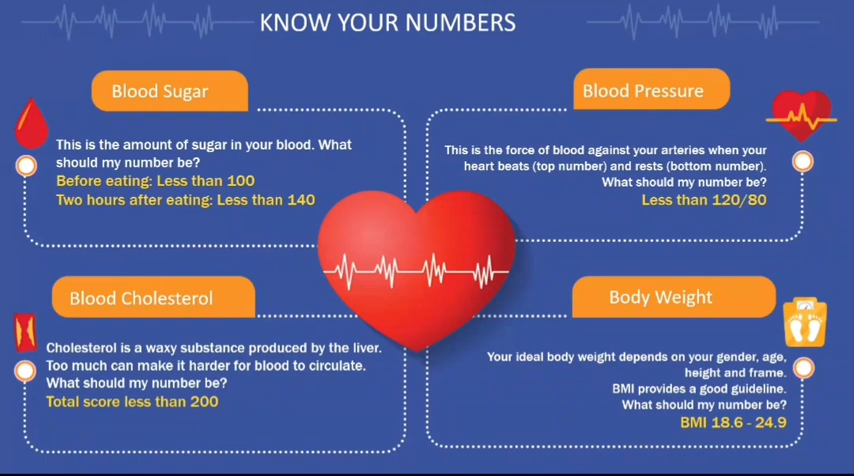 KNOW YOUR NUMBERS
Blood Sugar
This is the amount of sugar in your blood. What
should my number be?
Before eating: Less than 100
Two hours after eating: Less than 140
Blood Pressure
This is the force of blood against your arteries when your
heart beats (top number) and rests (bottom number).
What should my number be?
Less than 120/80
Blood Cholesterol
Cholesterol is a waxy substance produced by the liver.
Too much can make it harder for blood to circulate.
What should my number be?
Total score less than 200
Body Weight
Your ideal body weight depends on your gender, age,
height and frame.
BMI provides a good guideline.
What should my number be?
BMI 18.6 - 24.9